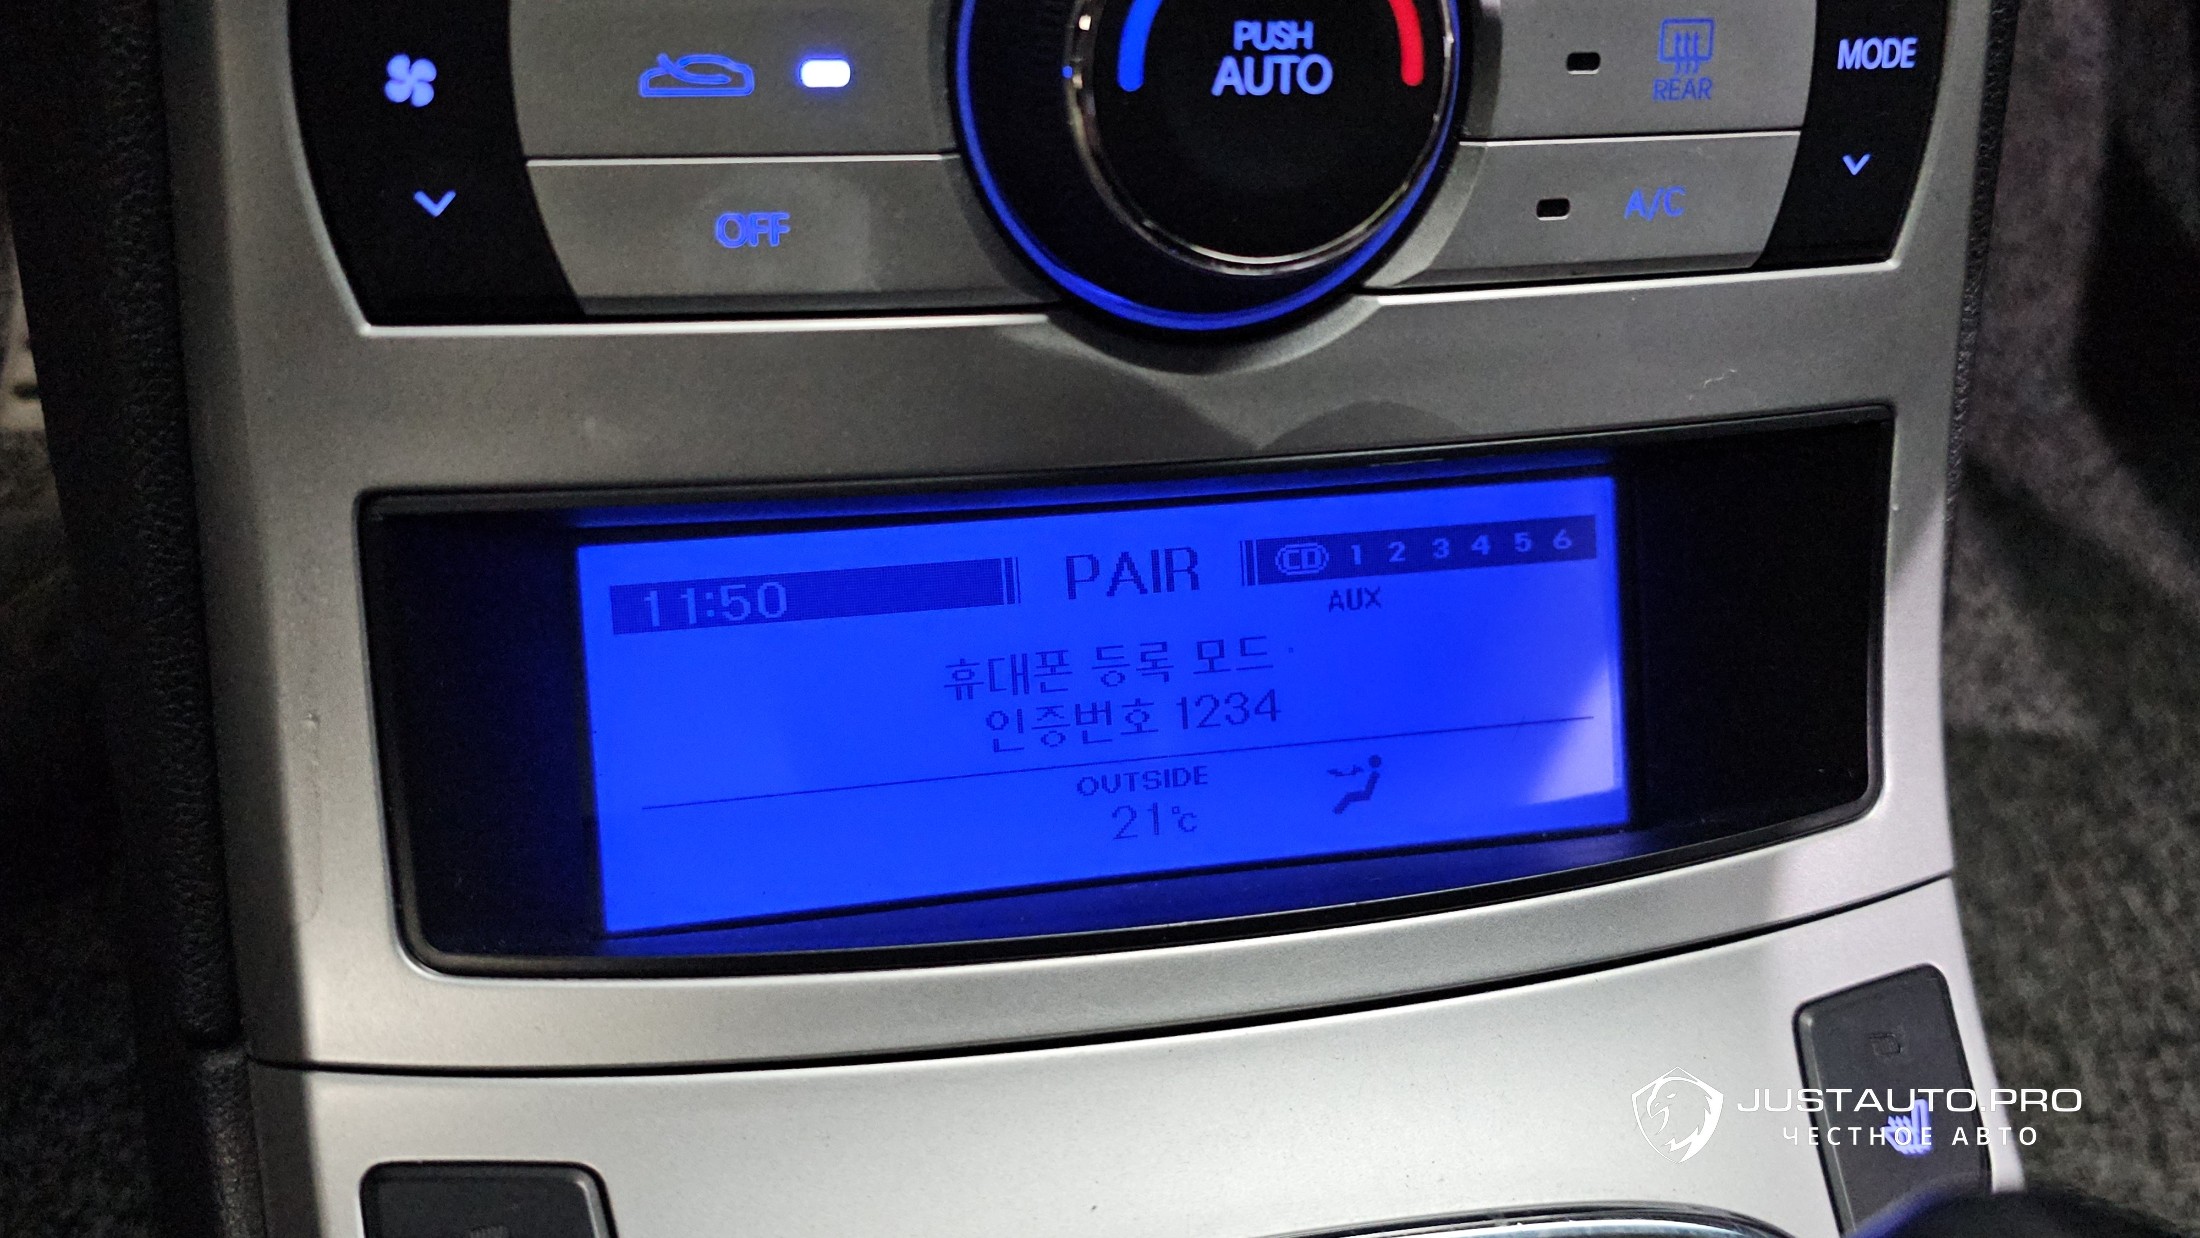 PUSH
AUTO
REAR
MODE
OFF
A/C
11:50 PAIR CD 1 2 3 4 5 6
AUX
휴대폰 등록 모드
인증번호 1234
OUTSIDE
21℃
JUSTAUTO.PRO
ЧЕСТНОЕ АВТО